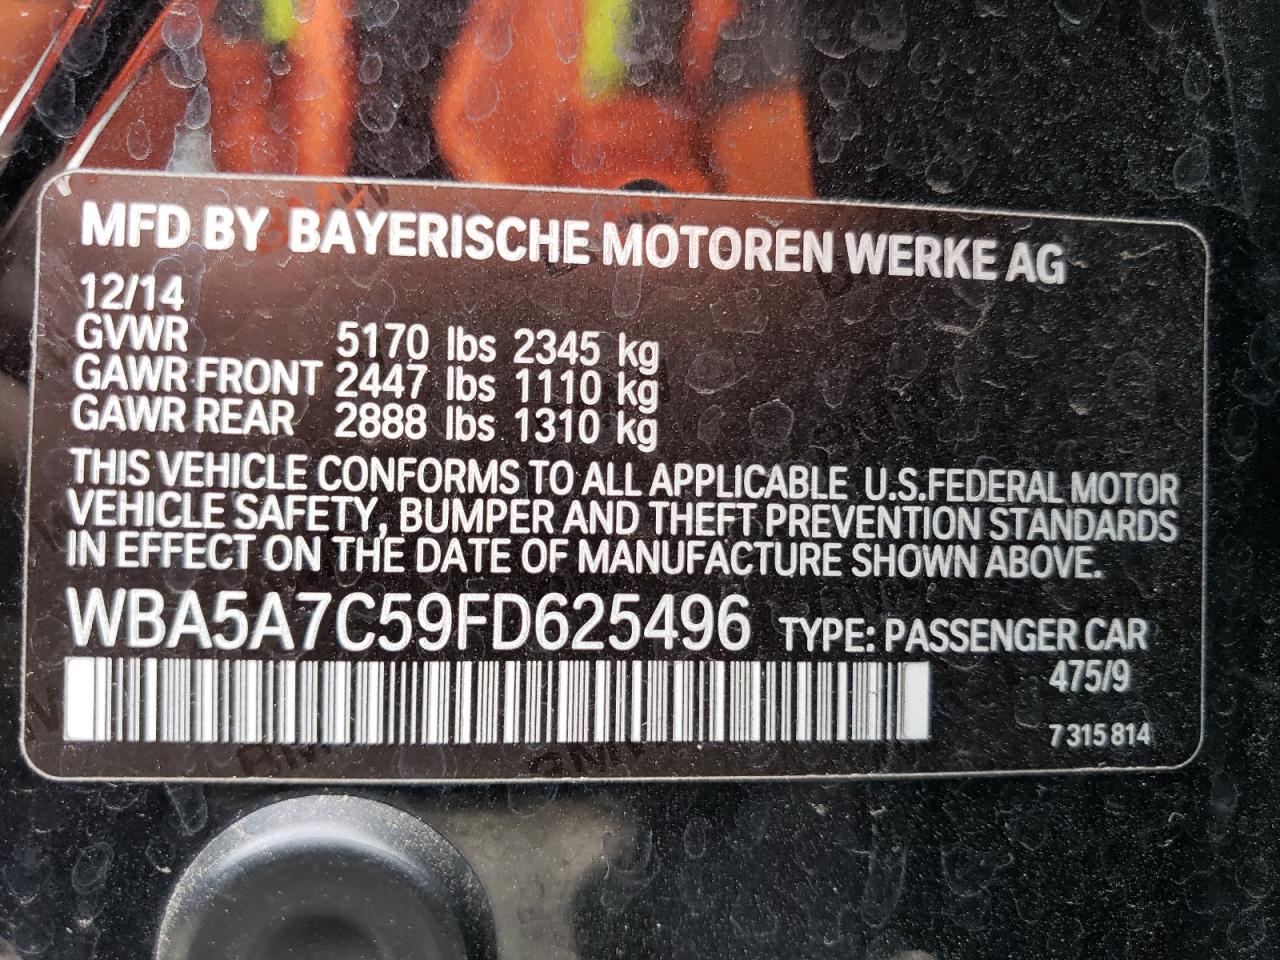 MFD BY BAYERISCHE MOTOREN WERKE AG
12/14
GVWR 5170 lbs 2345 kg
GAWR FRONT 2447 lbs 1110 kg
GAWR REAR 2888 lbs 1310 kg
THIS VEHICLE CONFORMS TO ALL APPLICABLE U.S.FEDERAL MOTOR
VEHICLE SAFETY, BUMPER AND THEFT PREVENTION STANDARDS
IN EFFECT ON THE DATE OF MANUFACTURE SHOWN ABOVE.
WBA5A7C59FD625496 TYPE: PASSENGER CAR
475/9
7 315 814